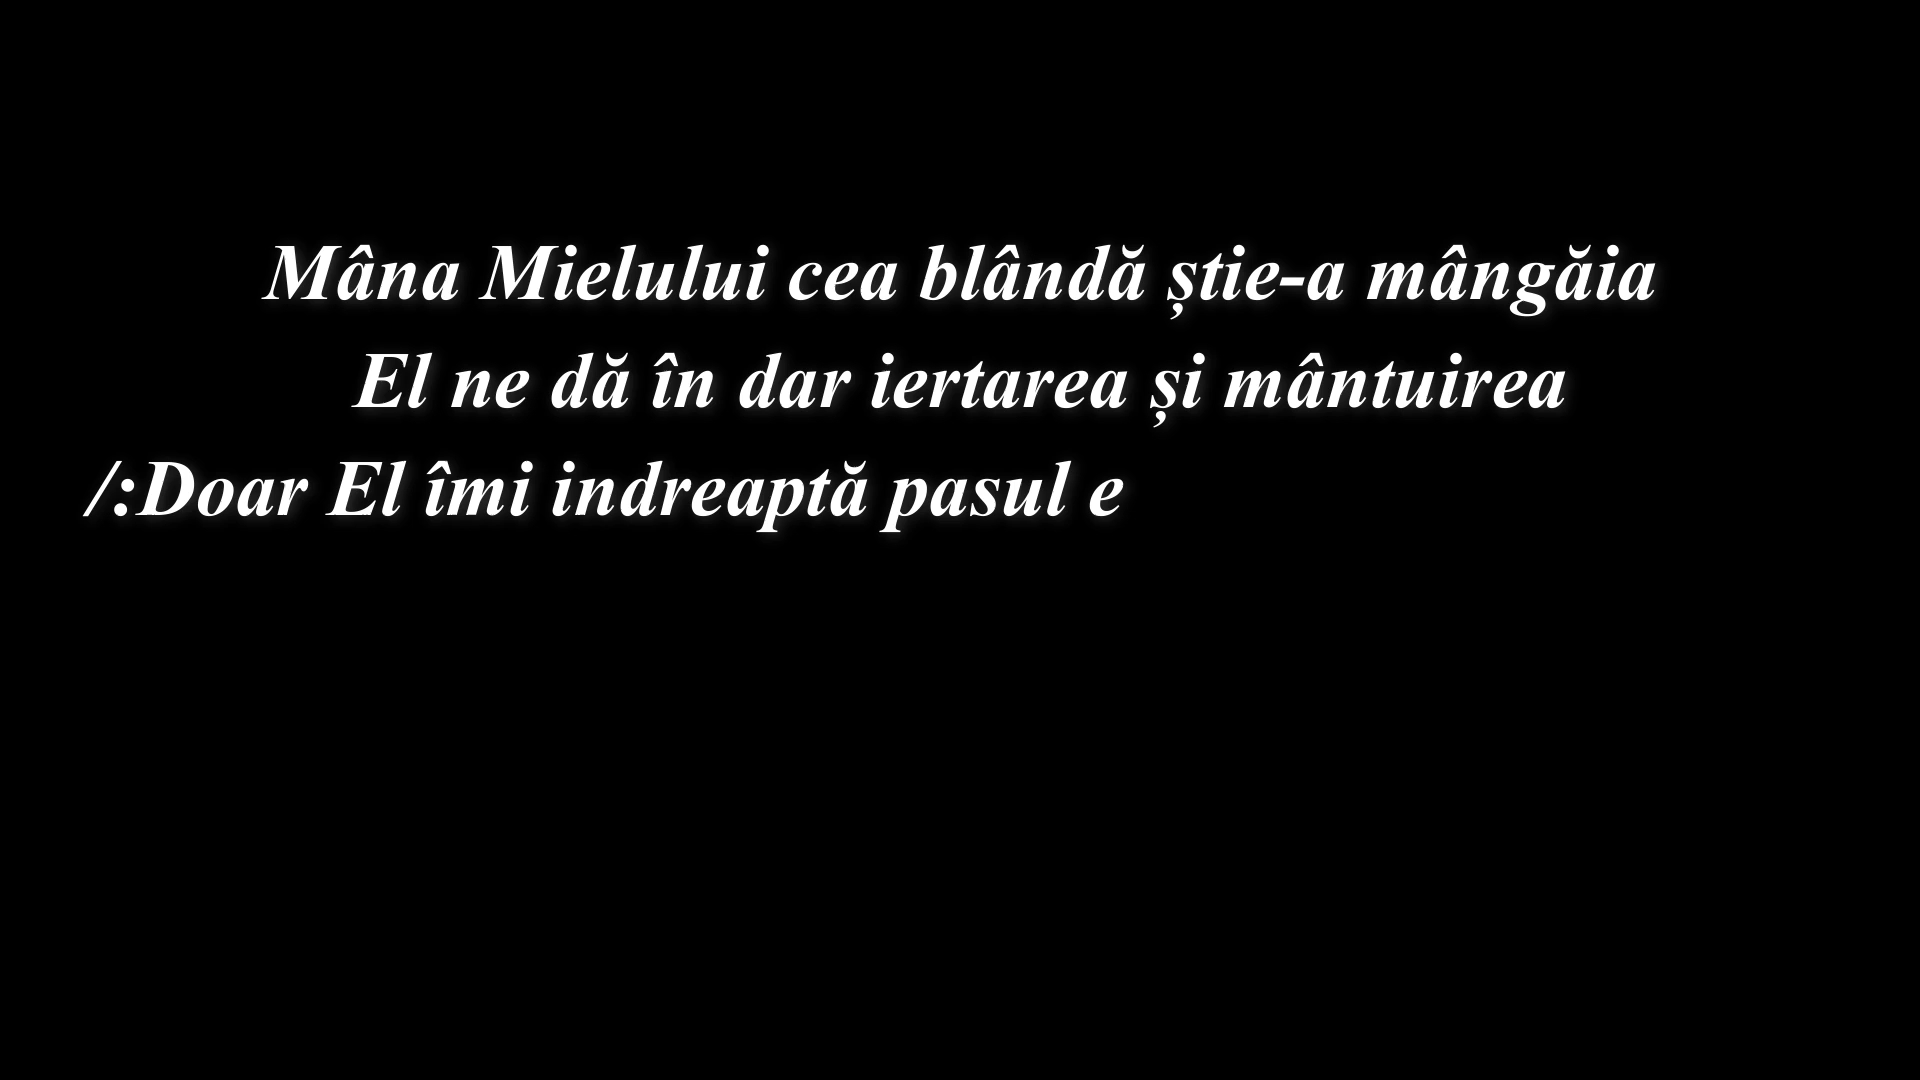 Mâna Mielului cea blândă știe-a mângăia
El ne dă în dar iertarea și mântuirea
/:Doar El îmi indreaptă pasul e